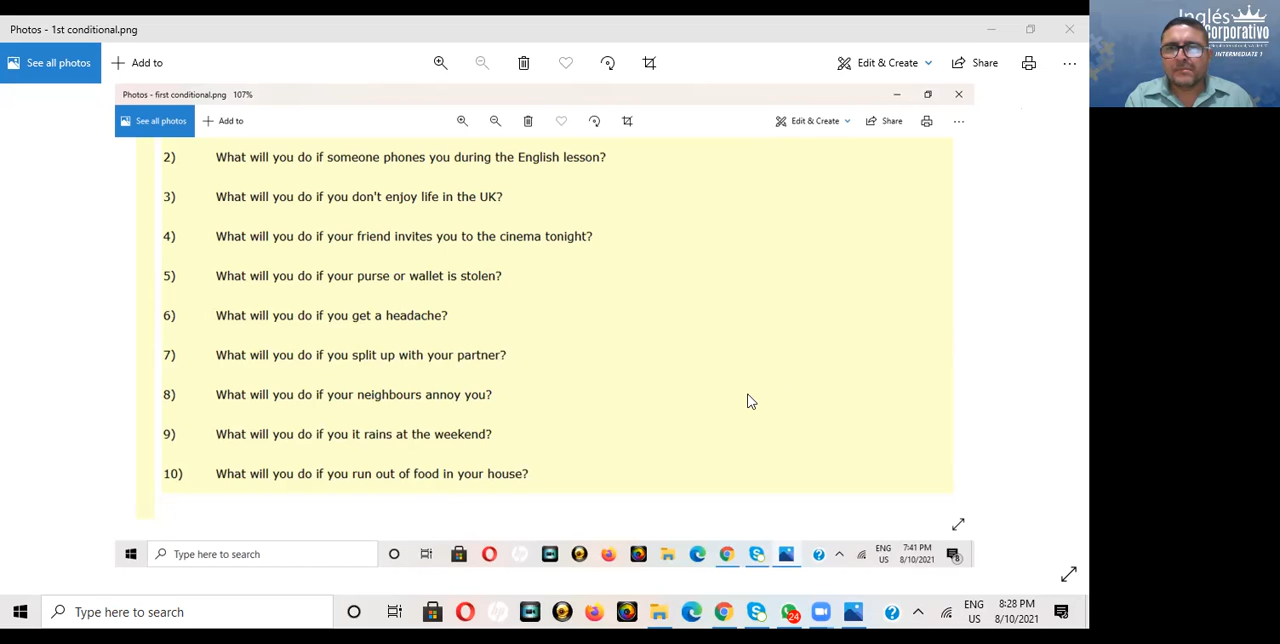 Photos - 1st conditional.png
See all photos
Add to
Edit & Create
Share
Photos - first conditional.png 107%
See all photos
Add to
Edit & Create
Share
2) What will you do if someone phones you during the English lesson?
3) What will you do if you don't enjoy life in the UK?
4) What will you do if your friend invites you to the cinema tonight?
5) What will you do if your purse or wallet is stolen?
6) What will you do if you get a headache?
7) What will you do if you split up with your partner?
8) What will you do if your neighbours annoy you?
9) What will you do if you it rains at the weekend?
10) What will you do if you run out of food in your house?
Type here to search
ENG
US
7:41 PM
8/10/2021
8
Type here to search
24
ENG
US
8:28 PM
8/10/2021
Inglés
Corporativo
INTERMEDIATE 1